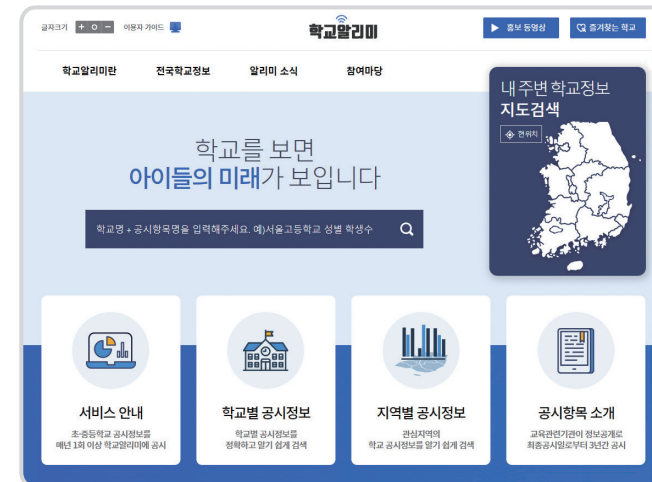 글자크기 + O - 이용자 가이드
학교알리미
홍보 동영상
즐겨찾는 학교
학교알리미란 전국학교정보 알리미 소식 참여마당
내 주변 학교정보
지도검색
현위치
학교를 보면
아이들의 미래가 보입니다
학교명 + 공시항목명을 입력해주세요. 예)서울고등학교 성별 학생수
서비스 안내
초·중등학교 공시정보를
매년 1회 이상 학교알리미에 공시
학교별 공시정보
학교별 공시정보를
정확하고 알기 쉽게 검색
지역별 공시정보
관심지역의
학교 공시정보를 알기 쉽게 검색
공시항목 소개
교육관련기관이 정보공개로
최종공시일로부터 3년간 공시